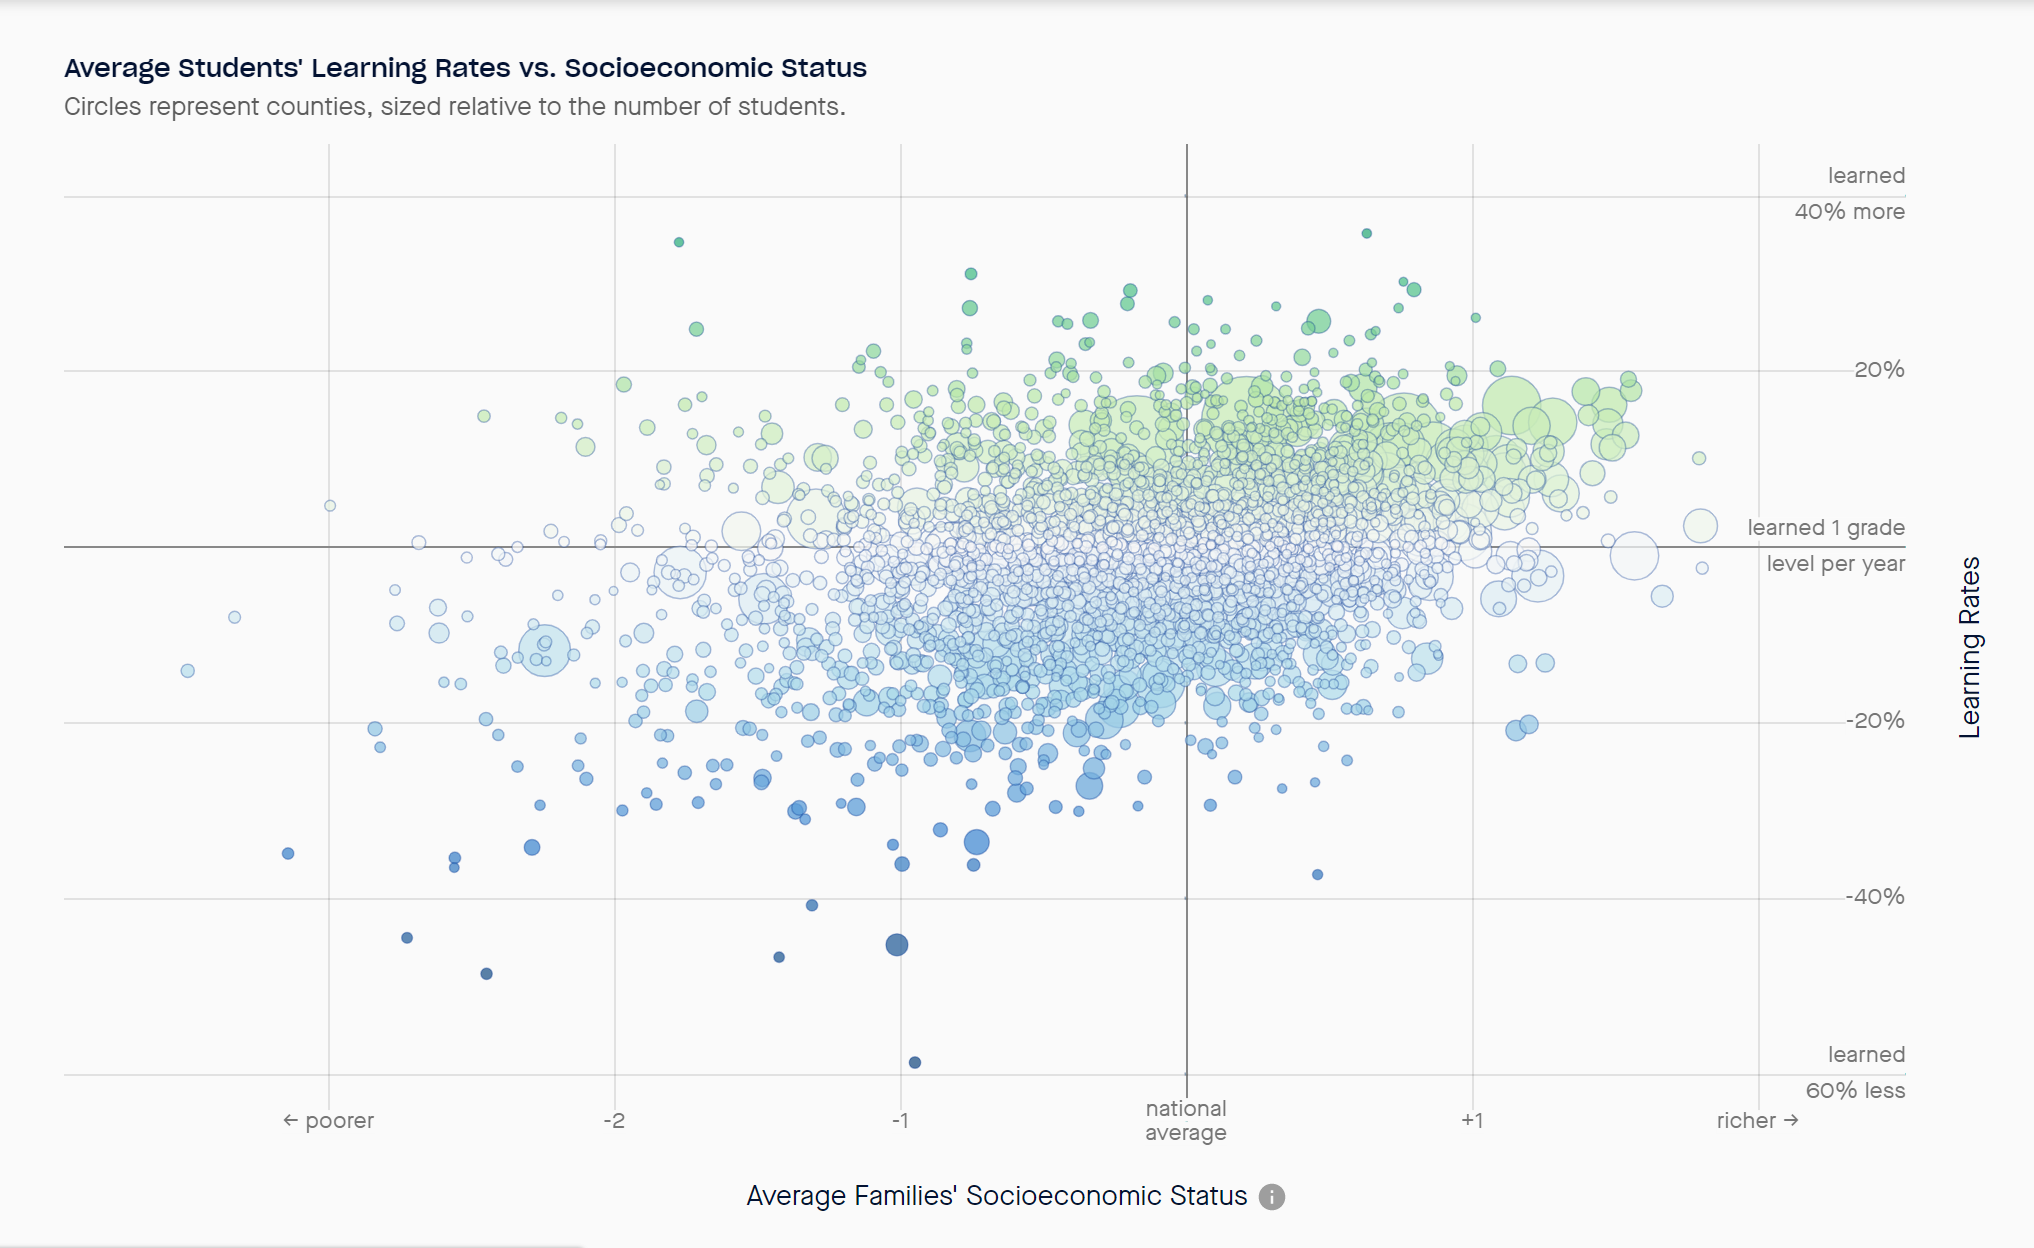 Average Students' Learning Rates vs. Socioeconomic Status
Circles represent counties, sized relative to the number of students.
learned
40% more
20%
learned 1 grade
level per year
Learning Rates
-20%
-40%
learned
60% less
← poorer
-2
-1
national
average
+1
richer →
Average Families' Socioeconomic Status i